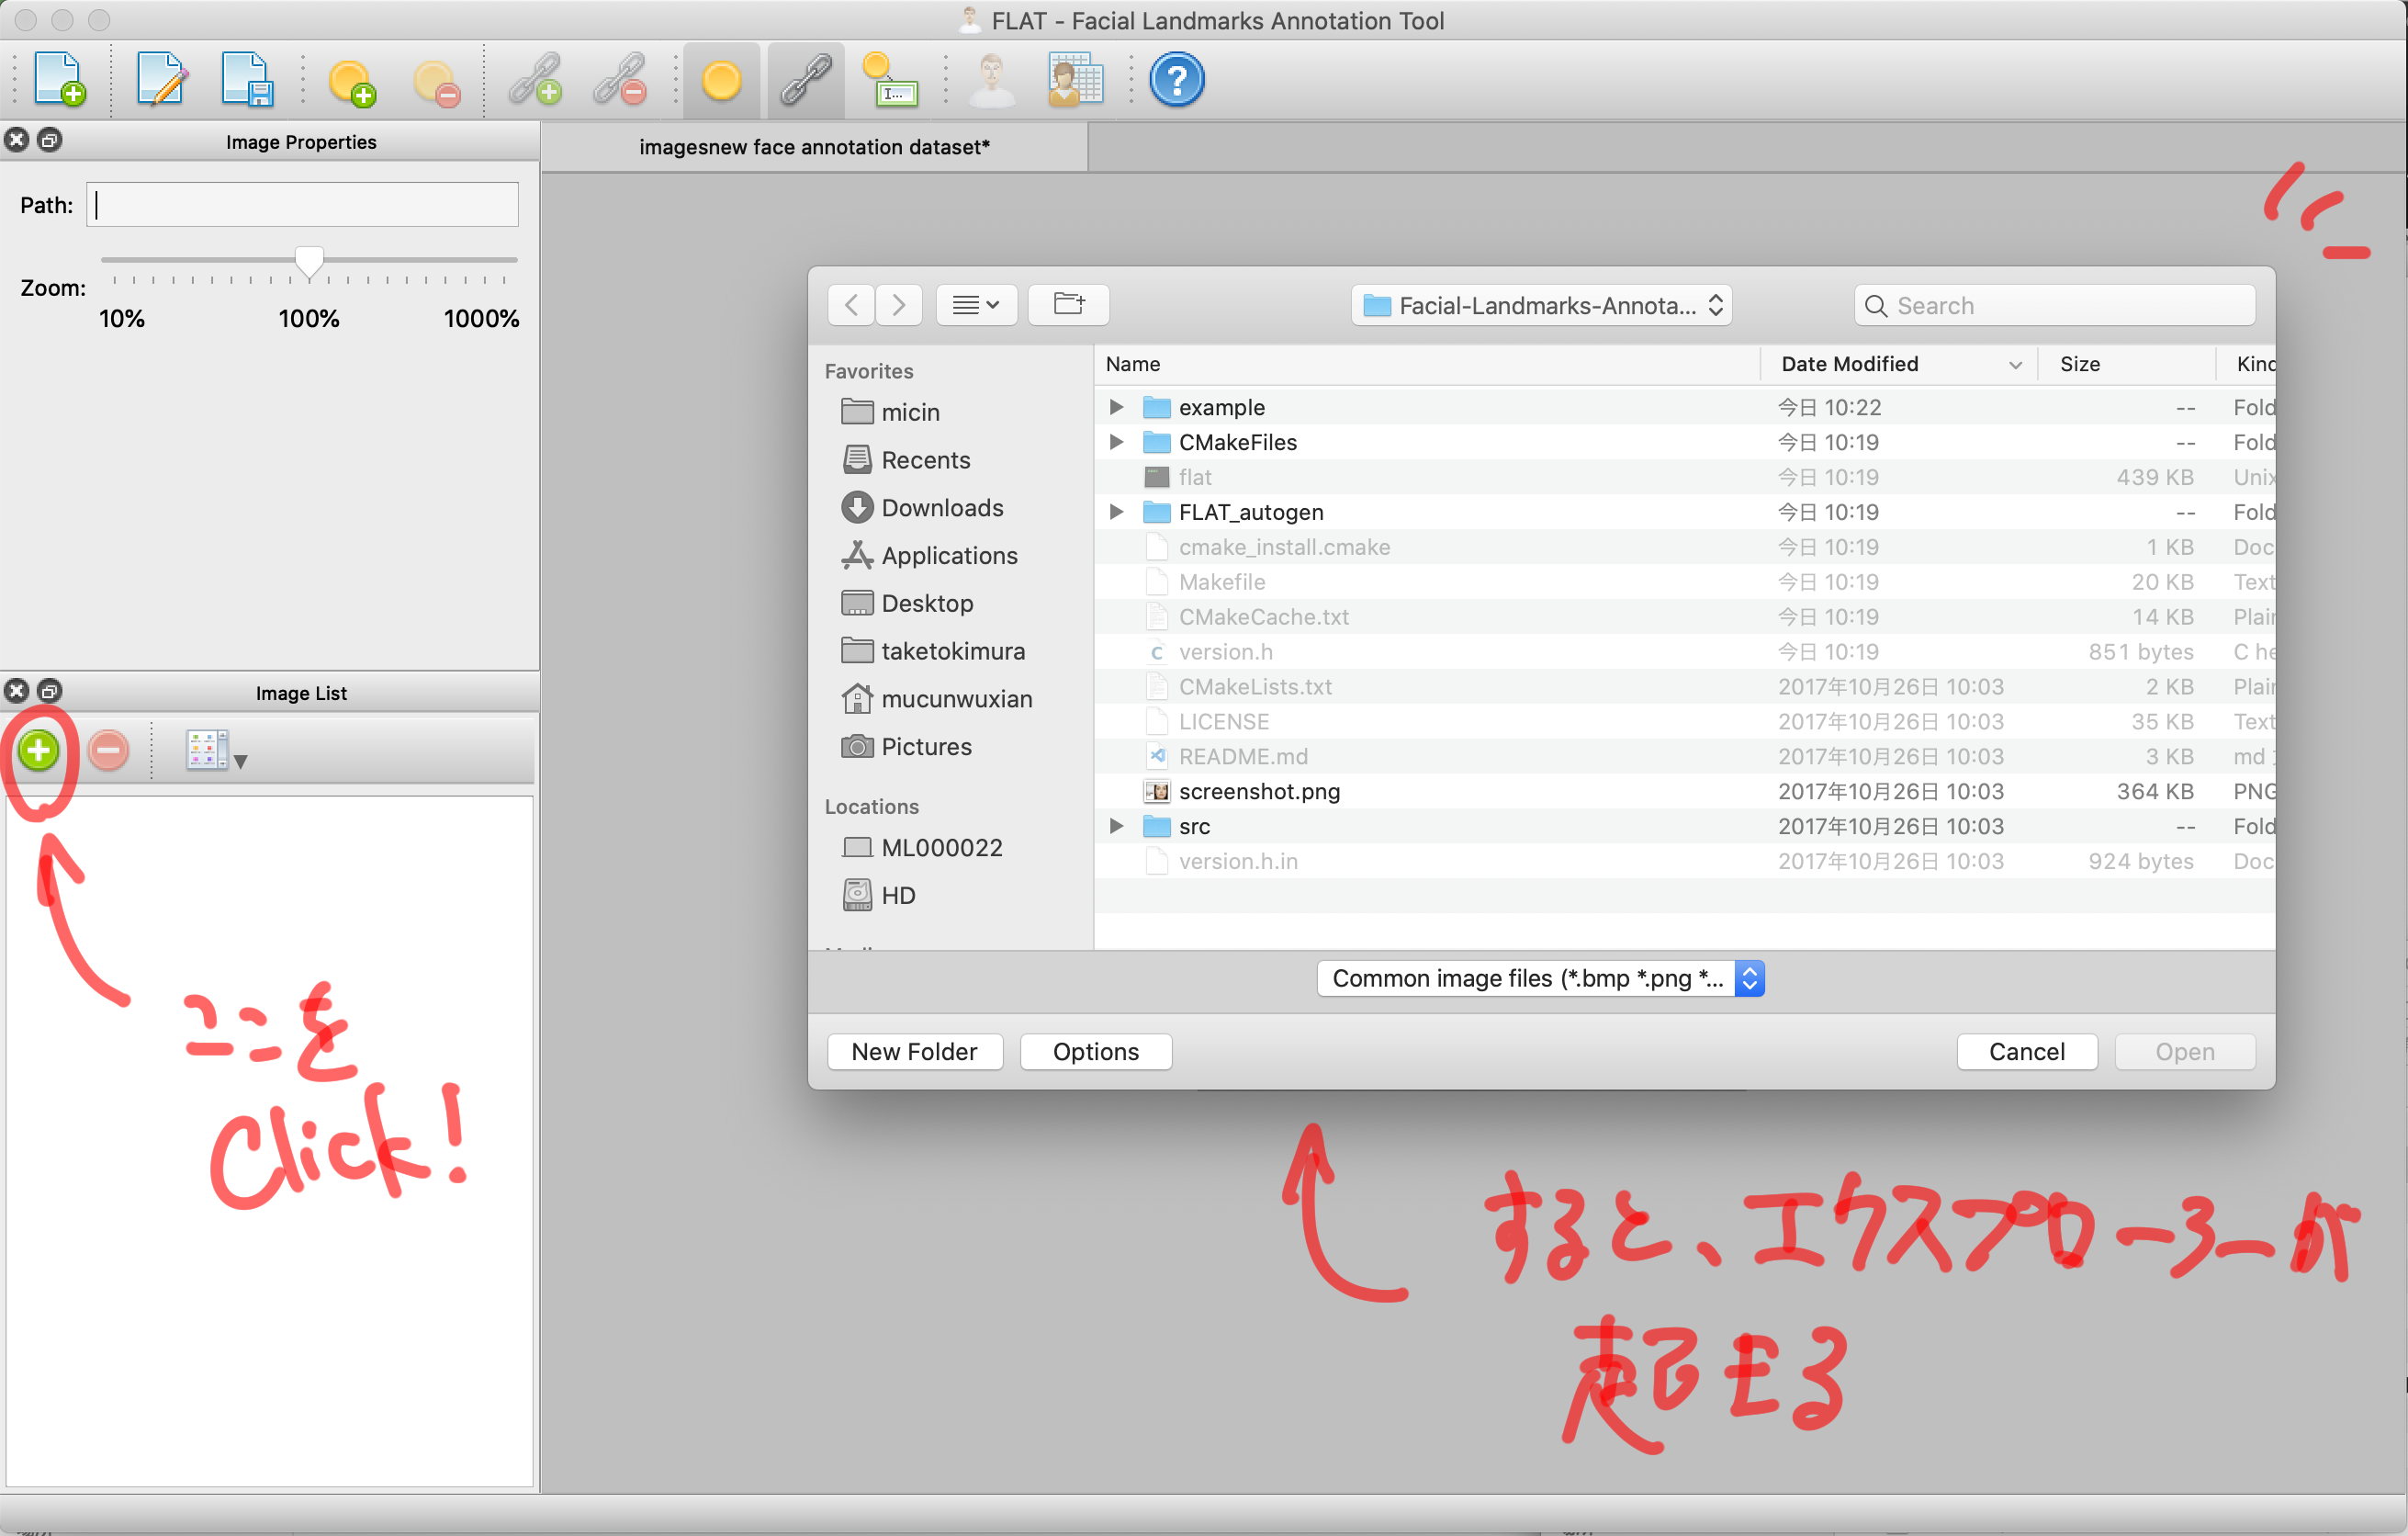 FLAT - Facial Landmarks Annotation Tool
I...
?
Image Properties
imagesnew face annotation dataset*
Path:
Zoom:
10% 100% 1000%
Facial-Landmarks-Annota...
Search
Favorites
micin
Recents
Downloads
Applications
Desktop
taketokimura
mucunwuxian
Pictures
Locations
ML000022
HD
Name Date Modified Size Kind
example 今日 10:22 -- Fold
CMakeFiles 今日 10:19 -- Fold
flat 今日 10:19 439 KB Unix
FLAT_autogen 今日 10:19 -- Fold
cmake_install.cmake 今日 10:19 1 KB Doc
Makefile 今日 10:19 20 KB Text
CMakeCache.txt 今日 10:19 14 KB Plain
version.h 今日 10:19 851 bytes C he
CMakeLists.txt 2017年10月26日 10:03 2 KB Plain
LICENSE 2017年10月26日 10:03 35 KB Text
README.md 2017年10月26日 10:03 3 KB md
screenshot.png 2017年10月26日 10:03 364 KB PNG
src 2017年10月26日 10:03 -- Fold
version.h.in 2017年10月26日 10:03 924 bytes Doc
Common image files (*.bmp *.png *...
New Folder Options Cancel Open
Image List
ここを
Click!
すると、エクスプローラーが
起きる